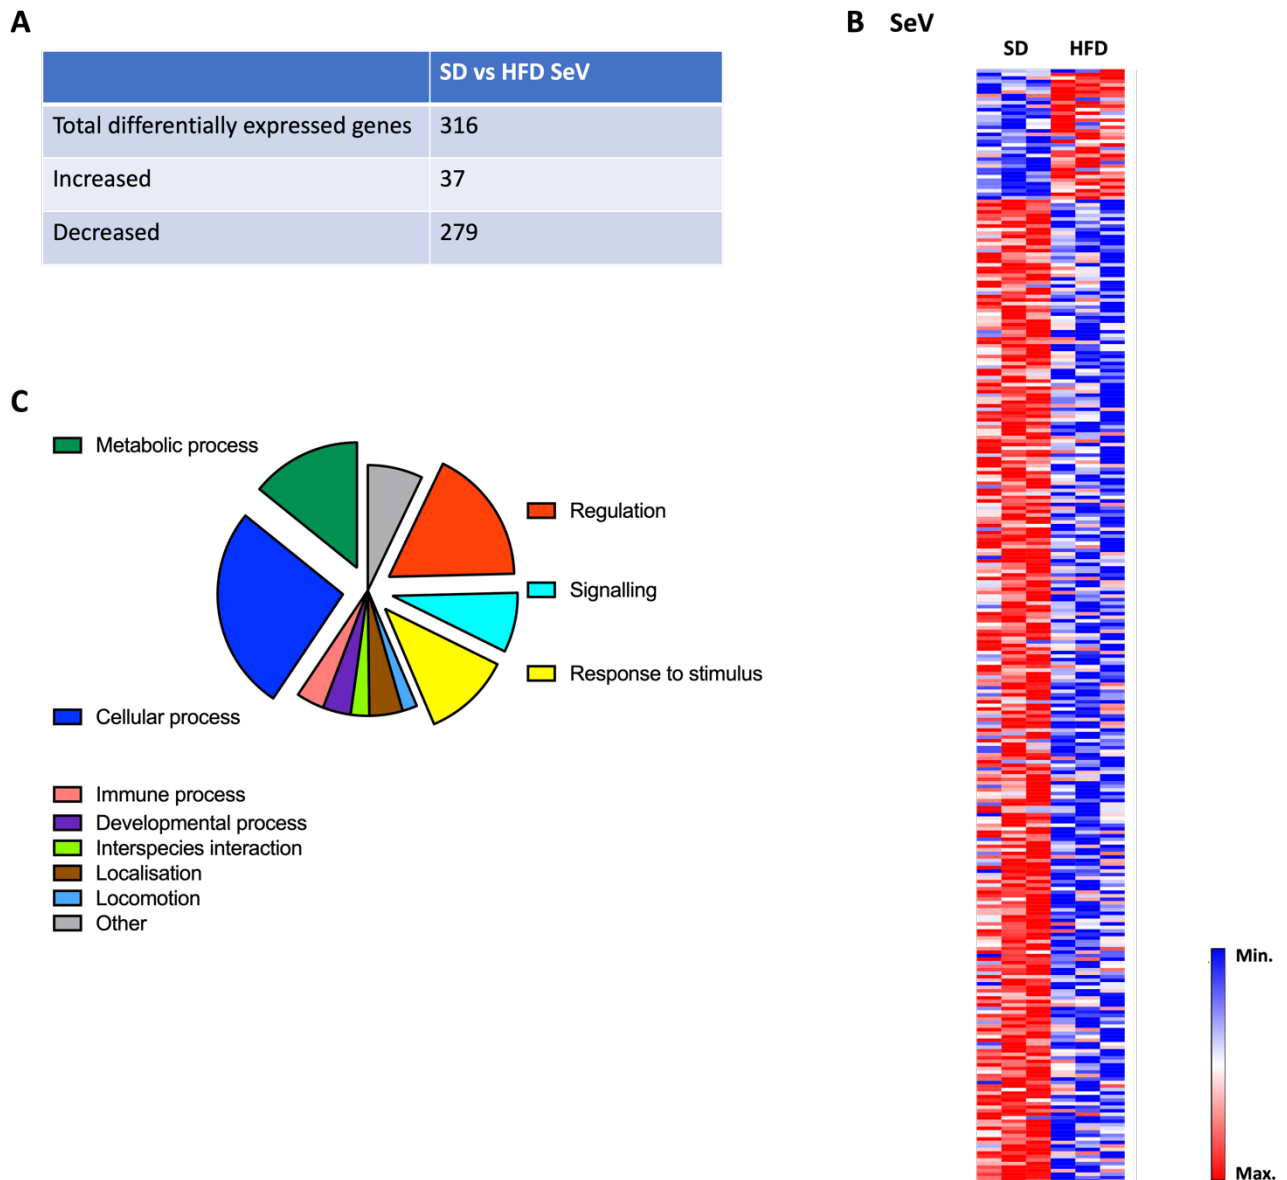 A
SD vs HFD SeV
Total differentially expressed genes 316
Increased 37
Decreased 279
B SeV
SD HFD
Min.
Max.
C
Metabolic process
Regulation
Signalling
Response to stimulus
Cellular process
Immune process
Developmental process
Interspecies interaction
Localisation
Locomotion
Other